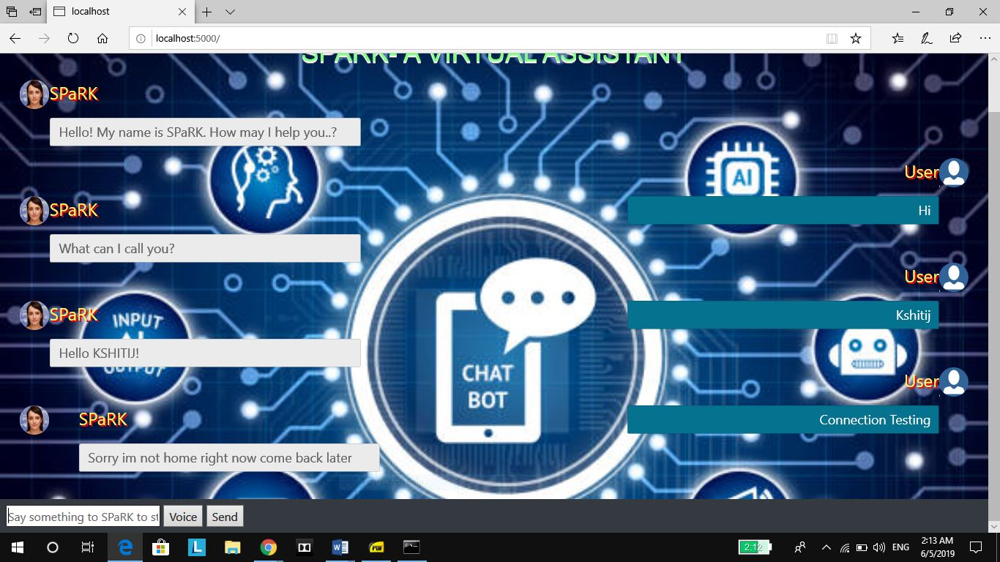 localhost
localhost:5000/
SPARK- A VIRTUAL ASSISTANT
SPaRK
Hello! My name is SPaRK. How may I help you..?
User
Hi
SPaRK
What can I call you?
User
Kshitij
SPaRK
Hello KSHITIJ!
User
Connection Testing
SPaRK
Sorry im not home right now come back later
AI
INPUT
OUTPUT
CHAT
BOT
Say something to SPaRK to st
Voice
Send
L
W
PDF
2:12
ENG
2:13 AM
6/5/2019